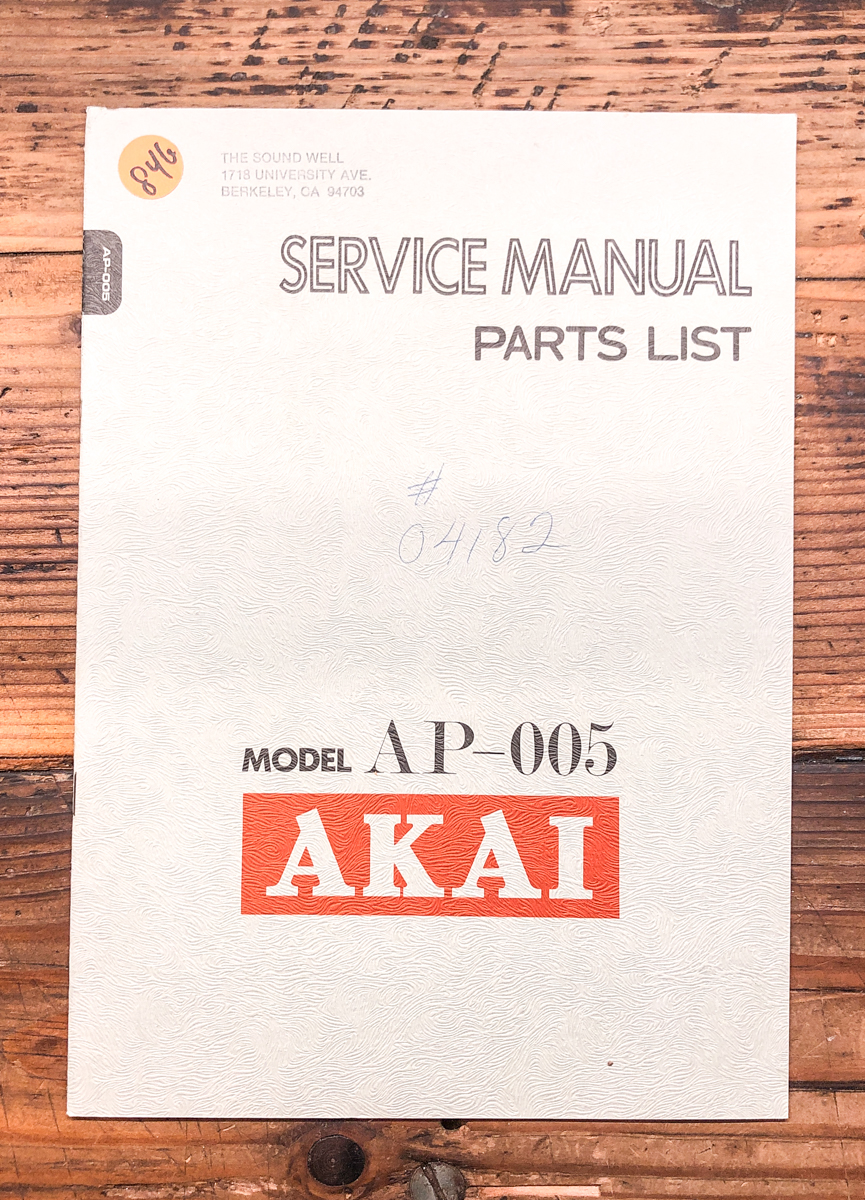 846
THE SOUND WELL
1718 UNIVERSITY AVE.
BERKELEY, CA 94703
AP-005
SERVICE MANUAL
PARTS LIST
#
04182
MODEL AP-005
AKAI